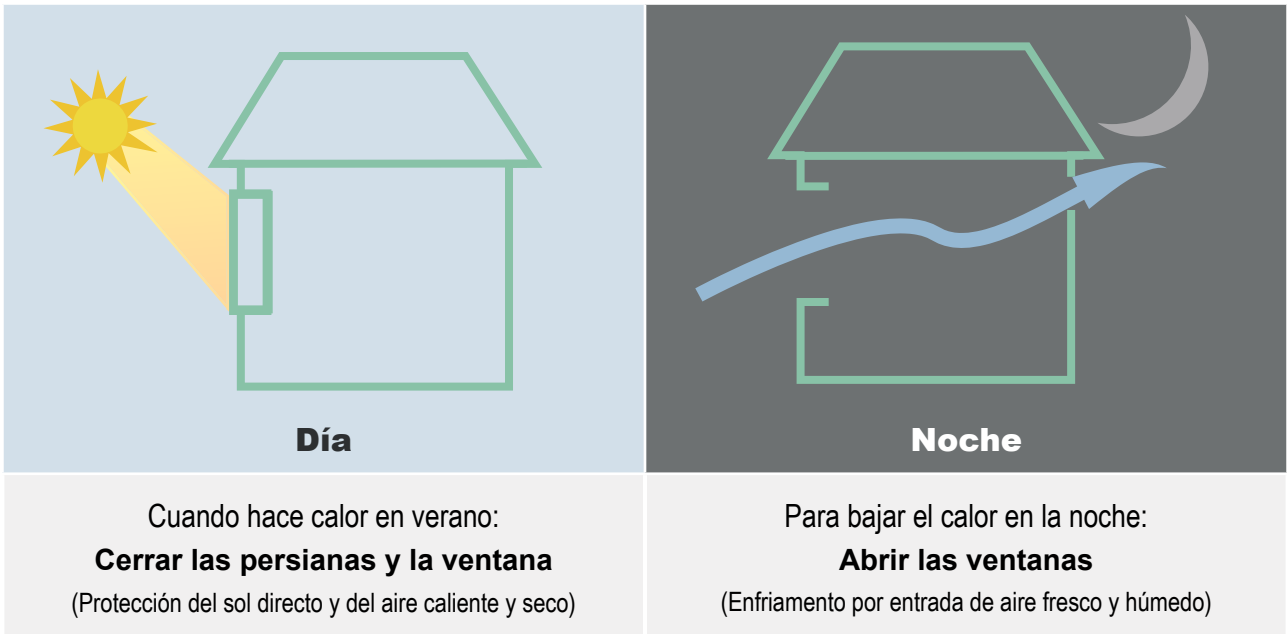 Día
Cuando hace calor en verano:
Cerrar las persianas y la ventana
(Protección del sol directo y del aire caliente y seco)
Noche
Para bajar el calor en la noche:
Abrir las ventanas
(Enfriamento por entrada de aire fresco y húmedo)